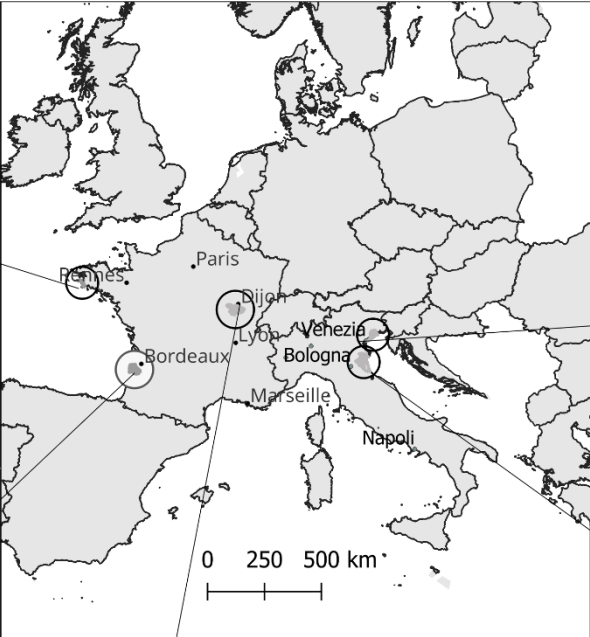 Paris
Rennes
Dijon
Venezia
Lyon
Bologna
Bordeaux
Marseille
Napoli
0 250 500 km